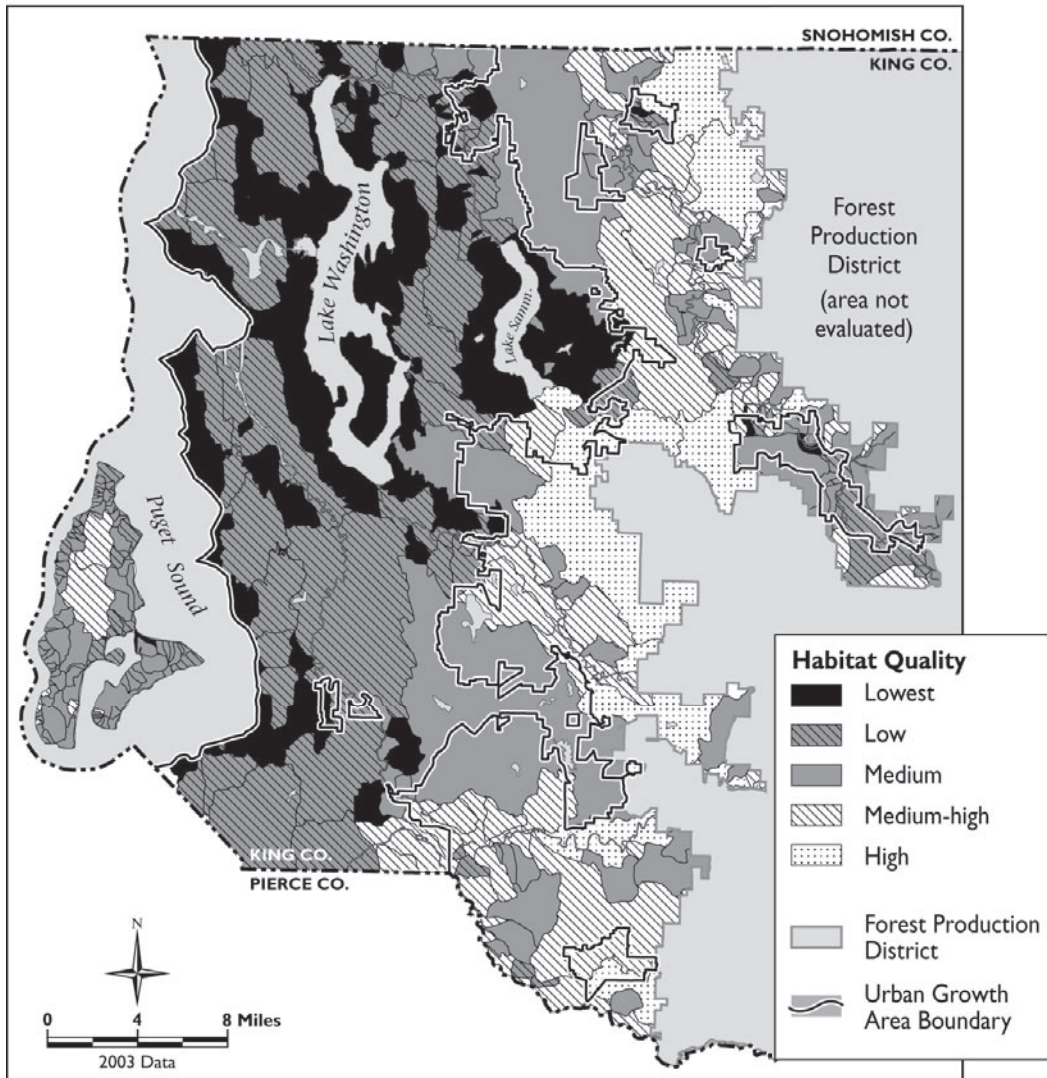 SNOHOMISH CO.
KING CO.
Forest
Production
District
(area not
evaluated)
Lake Washington
Lake Samm.
Puget Sound
KING CO.
PIERCE CO.
N
0 4 8 Miles
2003 Data
Habitat Quality
Lowest
Low
Medium
Medium-high
High
Forest Production
District
Urban Growth
Area Boundary